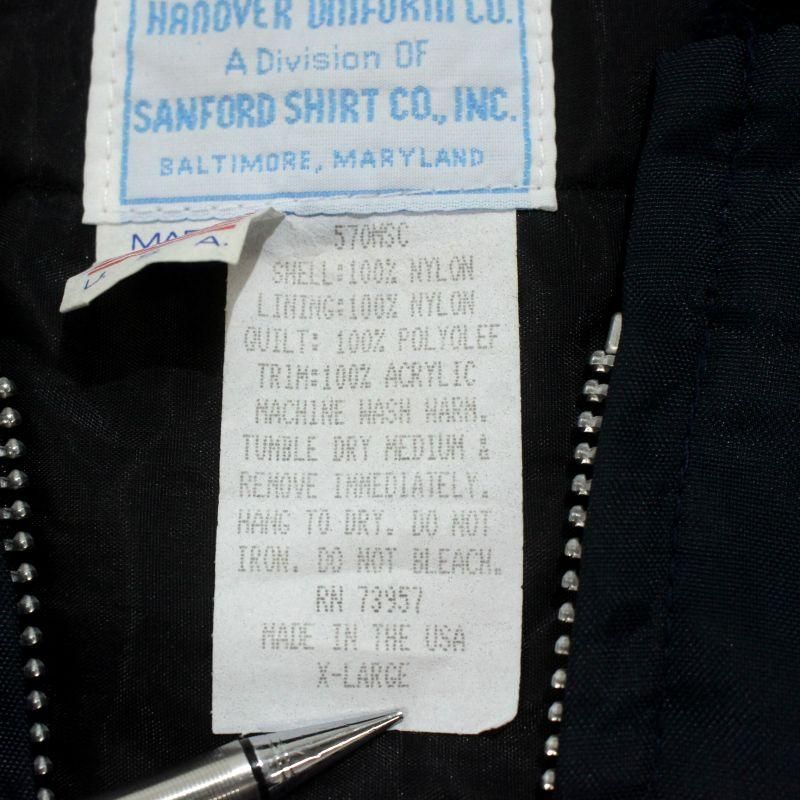 HANOVER UNIFORM CO.
A Division OF
SANFORD SHIRT CO., INC.
BALTIMORE, MARYLAND
570WSC
SHELL:100% NYLON
LINING:100% NYLON
QUILT: 100% POLYOLEF
TRIM:100% ACRYLIC
MACHINE WASH WARM.
TUMBLE DRY MEDIUM &
REMOVE IMMEDIATELY.
HANG TO DRY. DO NOT
IRON. DO NOT BLEACH.
RN 73957
MADE IN THE USA
X-LARGE